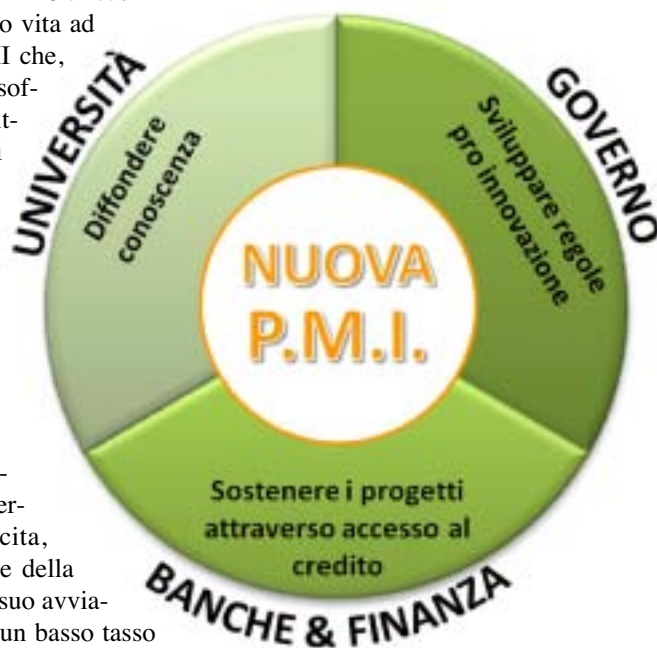 o vita ad
I che,
sof-
it-
i
UNIVERSITÀ
Diffondere
conoscenza
GOVERNO
Sviluppare regole
pro innovazione
NUOVA
P.M.I.
Sostenere i progetti
attraverso accesso al
credito
BANCHE & FINANZA
-
er-
cita,
e della
suo avvia-
un basso tasso